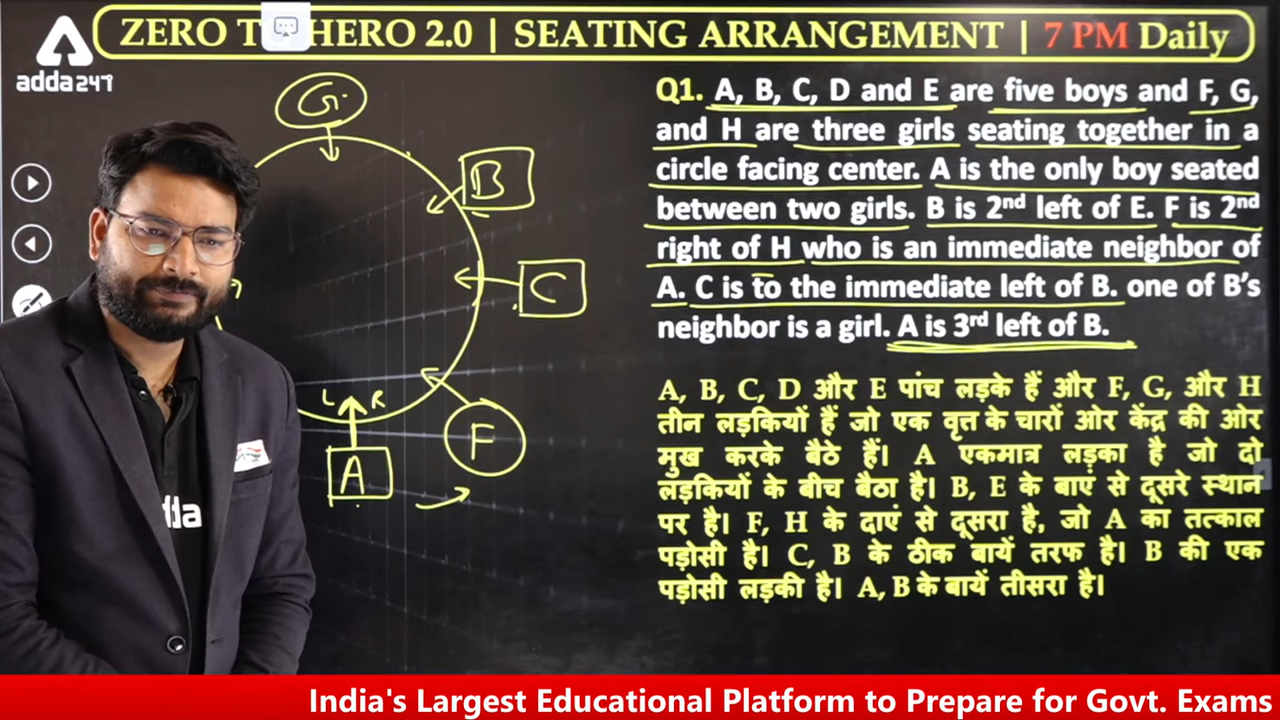 ZERO T HERO 2.0 | SEATING ARRANGEMENT | 7 PM Daily
adda247
Q1. A, B, C, D and E are five boys and F, G,
and H are three girls seating together in a
circle facing center. A is the only boy seated
between two girls. B is 2nd left of E. F is 2nd
right of H who is an immediate neighbor of
A. C is to the immediate left of B. one of B's
neighbor is a girl. A is 3rd left of B.
A, B, C, D और E पांच लड़के हैं और F, G, और H
तीन लड़कियों हैं जो एक वृत्त के चारों ओर केंद्र की ओर
मुख करके बैठे हैं। A एकमात्र लड़का है जो दो
लड़कियों के बीच बैठा है। B, E के बाएं से दूसरे स्थान
पर है। F, H के दाएं से दूसरा है, जो A का तत्काल
पड़ोसी है। C, B के ठीक बायें तरफ है। B की एक
पड़ोसी लड़की है। A, B के बायें तीसरा है।
G
B
C
F
L R
A
da
India's Largest Educational Platform to Prepare for Govt. Exams